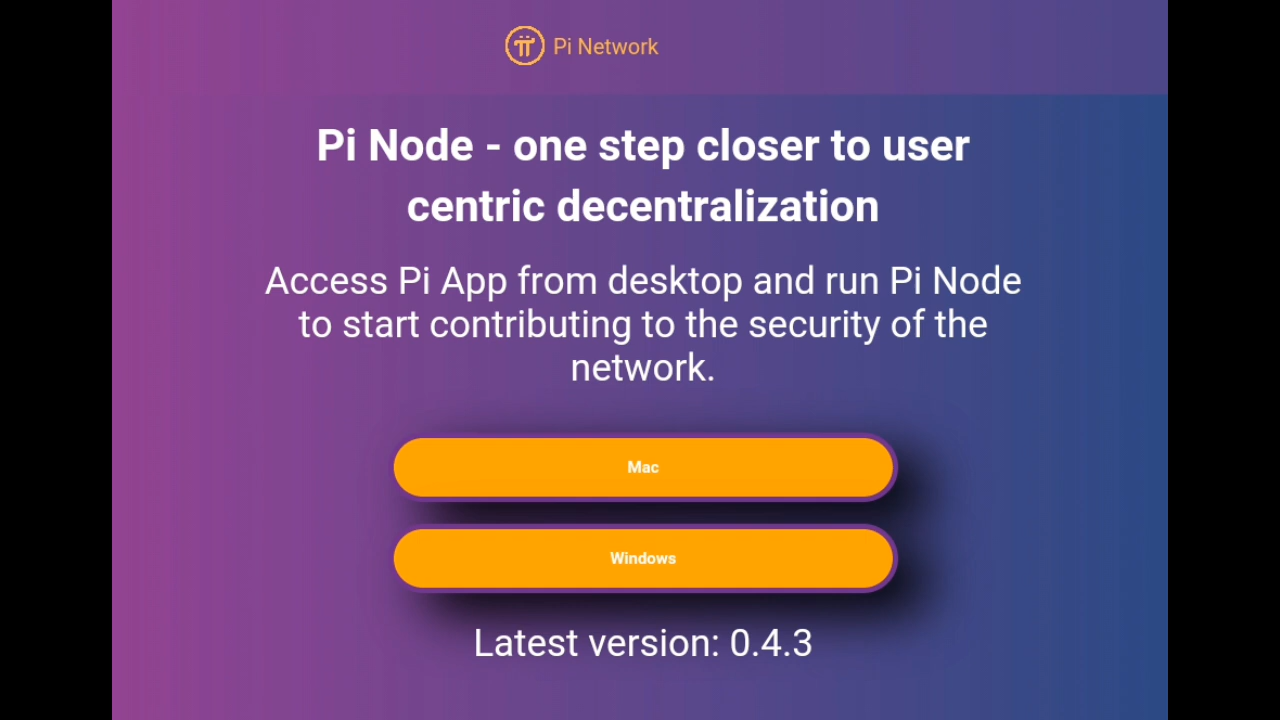 Pi Network
Pi Node - one step closer to user
centric decentralization
Access Pi App from desktop and run Pi Node
to start contributing to the security of the
network.
Mac
Windows
Latest version: 0.4.3